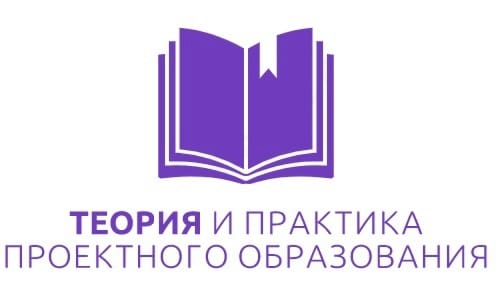 ТЕОРИЯ И ПРАКТИКА
ПРОЕКТНОГО ОБРАЗОВАНИЯ